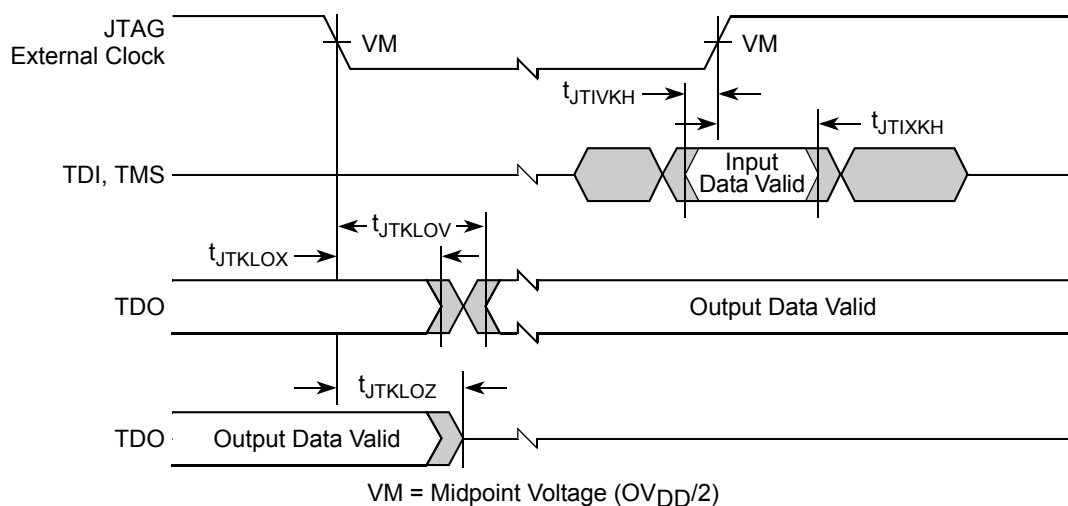 JTAG
External Clock
VM
VM
tJTIVKH
tJTIXKH
TDI, TMS
Input
Data Valid
tJTKLOV
tJTKLOX
TDO
Output Data Valid
tJTKLOZ
TDO
Output Data Valid
VM = Midpoint Voltage (OVDD/2)